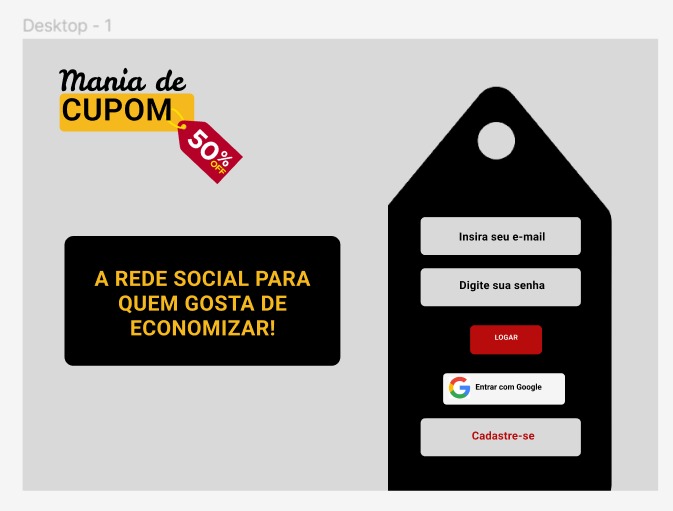 Desktop - 1
Mania de
CUPOM
50%
OFF
A REDE SOCIAL PARA
QUEM GOSTA DE
ECONOMIZAR!
Insira seu e-mail
Digite sua senha
LOGAR
Entrar com Google
Cadastre-se